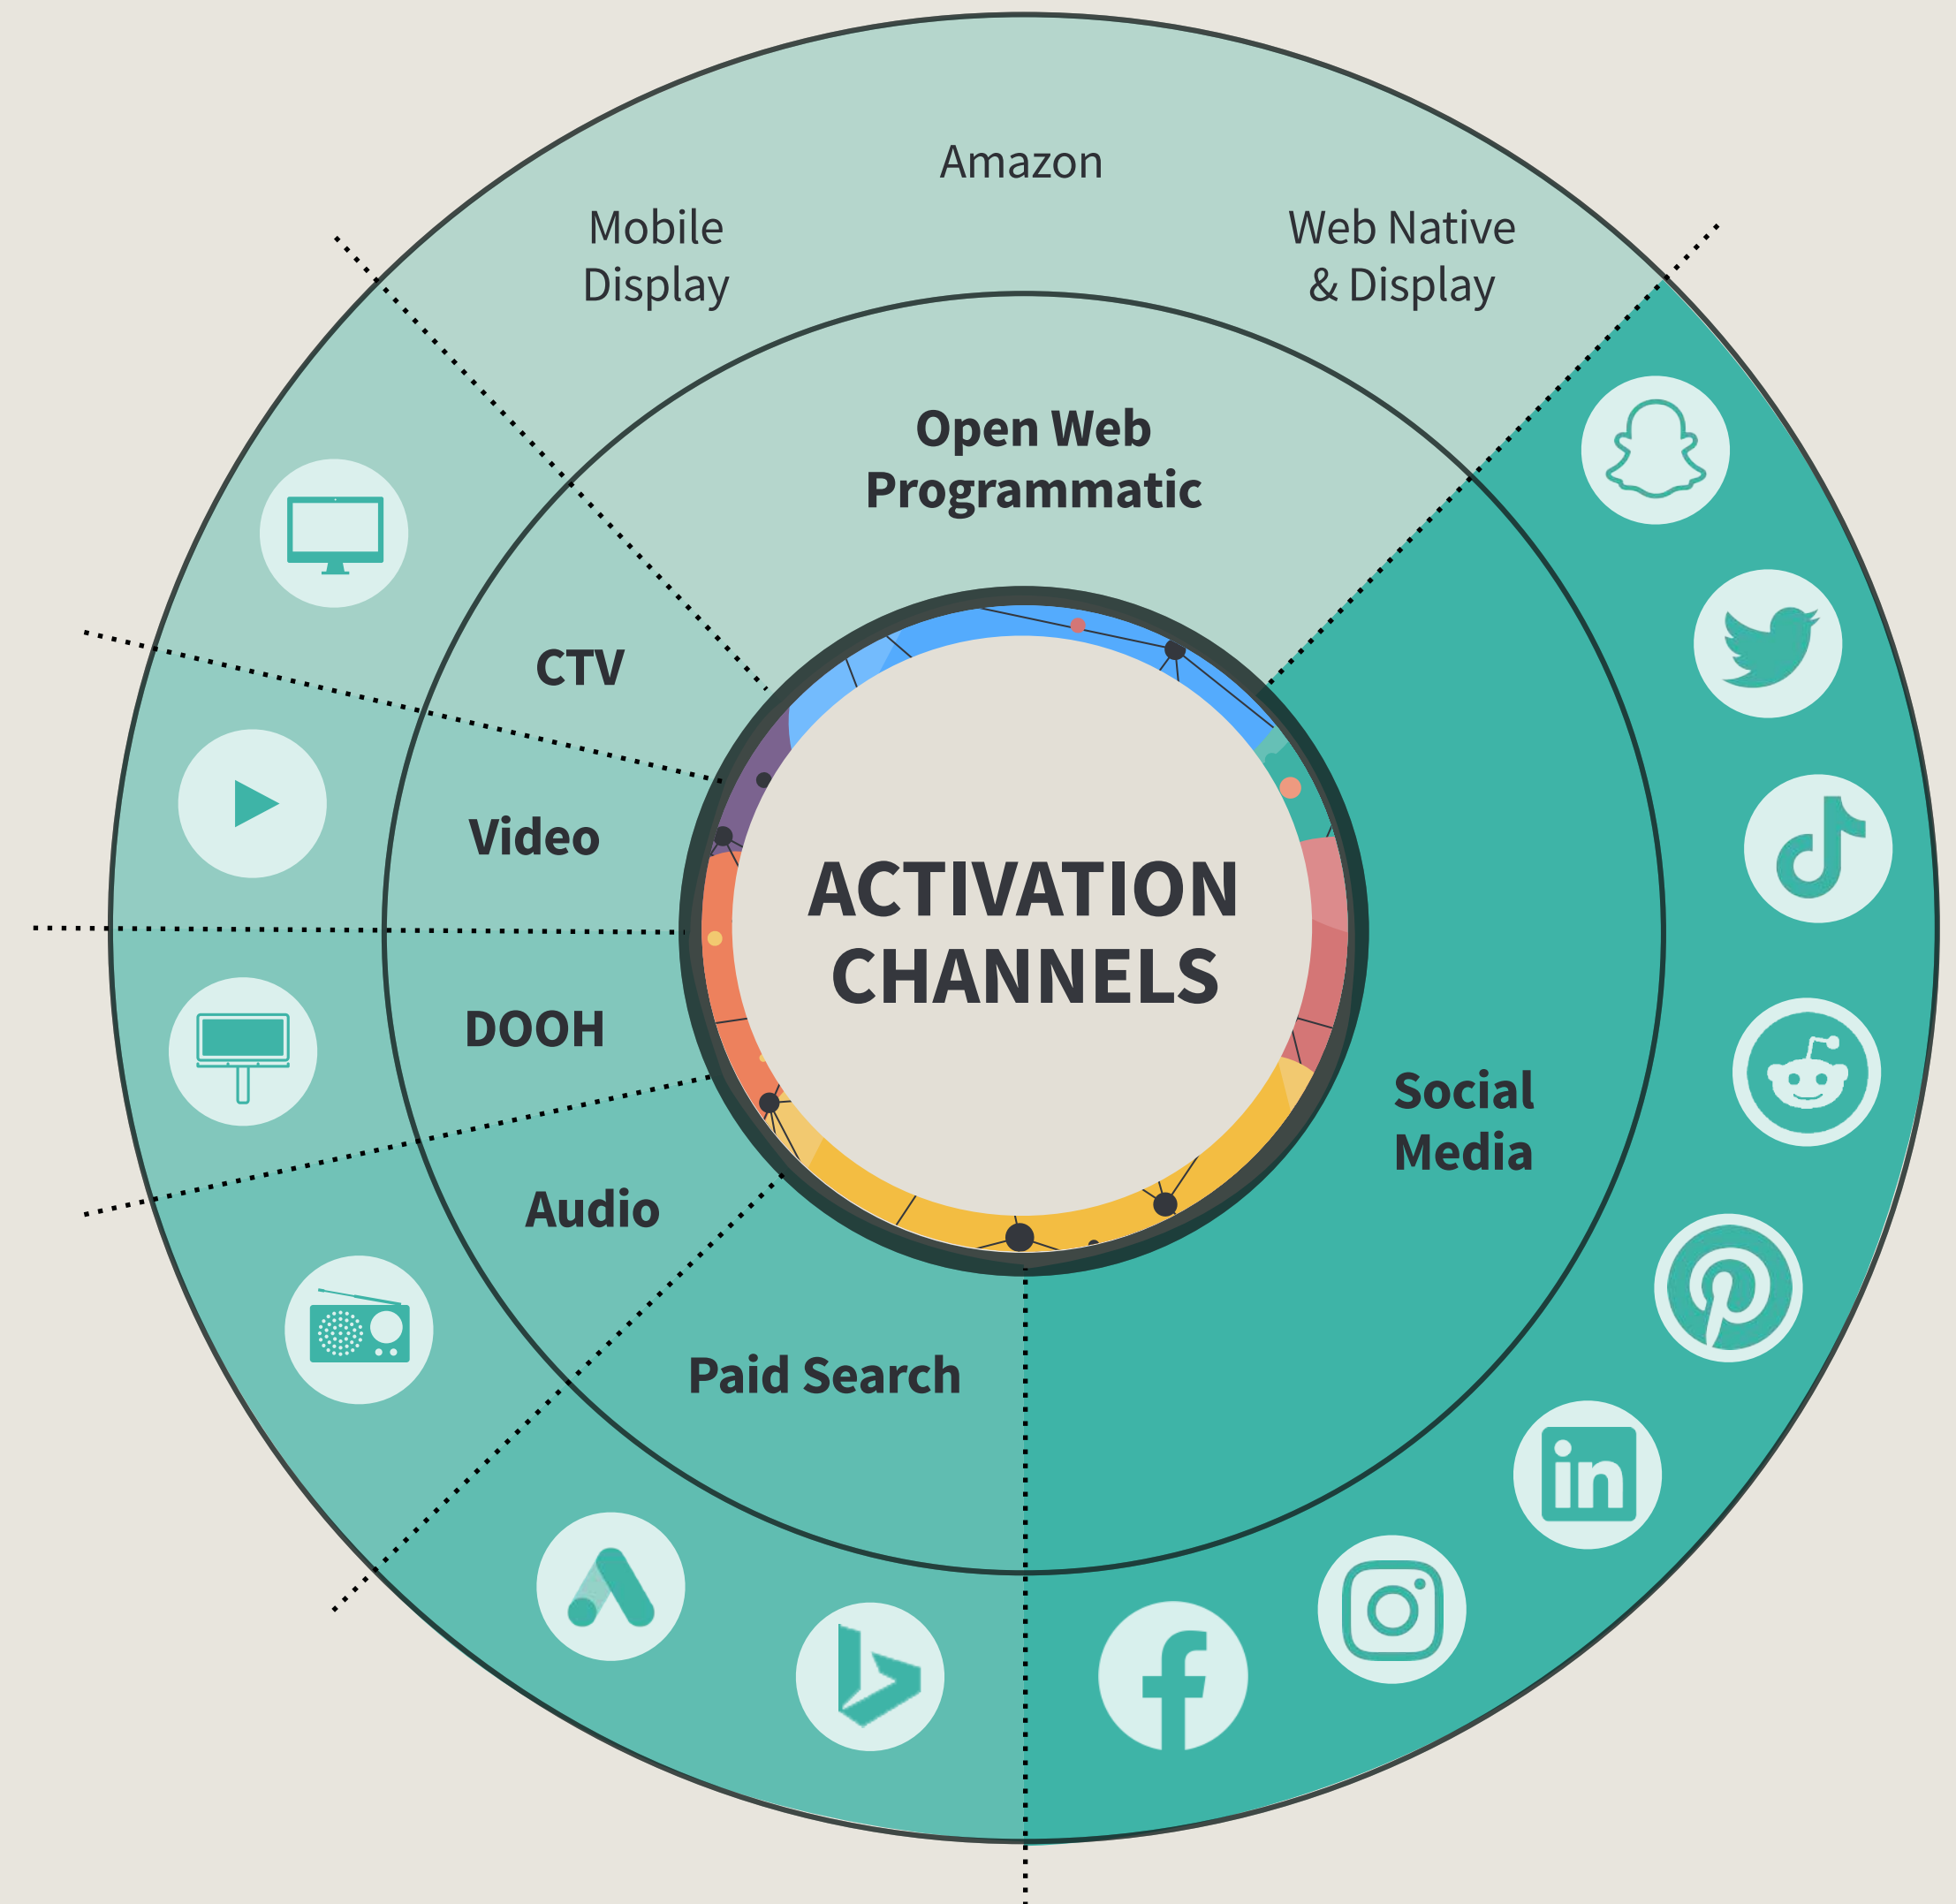 Amazon
Mobile
Display
Web Native
& Display
Open Web
Programmatic
CTV
Video
ACTIVATION
CHANNELS
DOOH
Social
Media
Audio
Paid Search
in